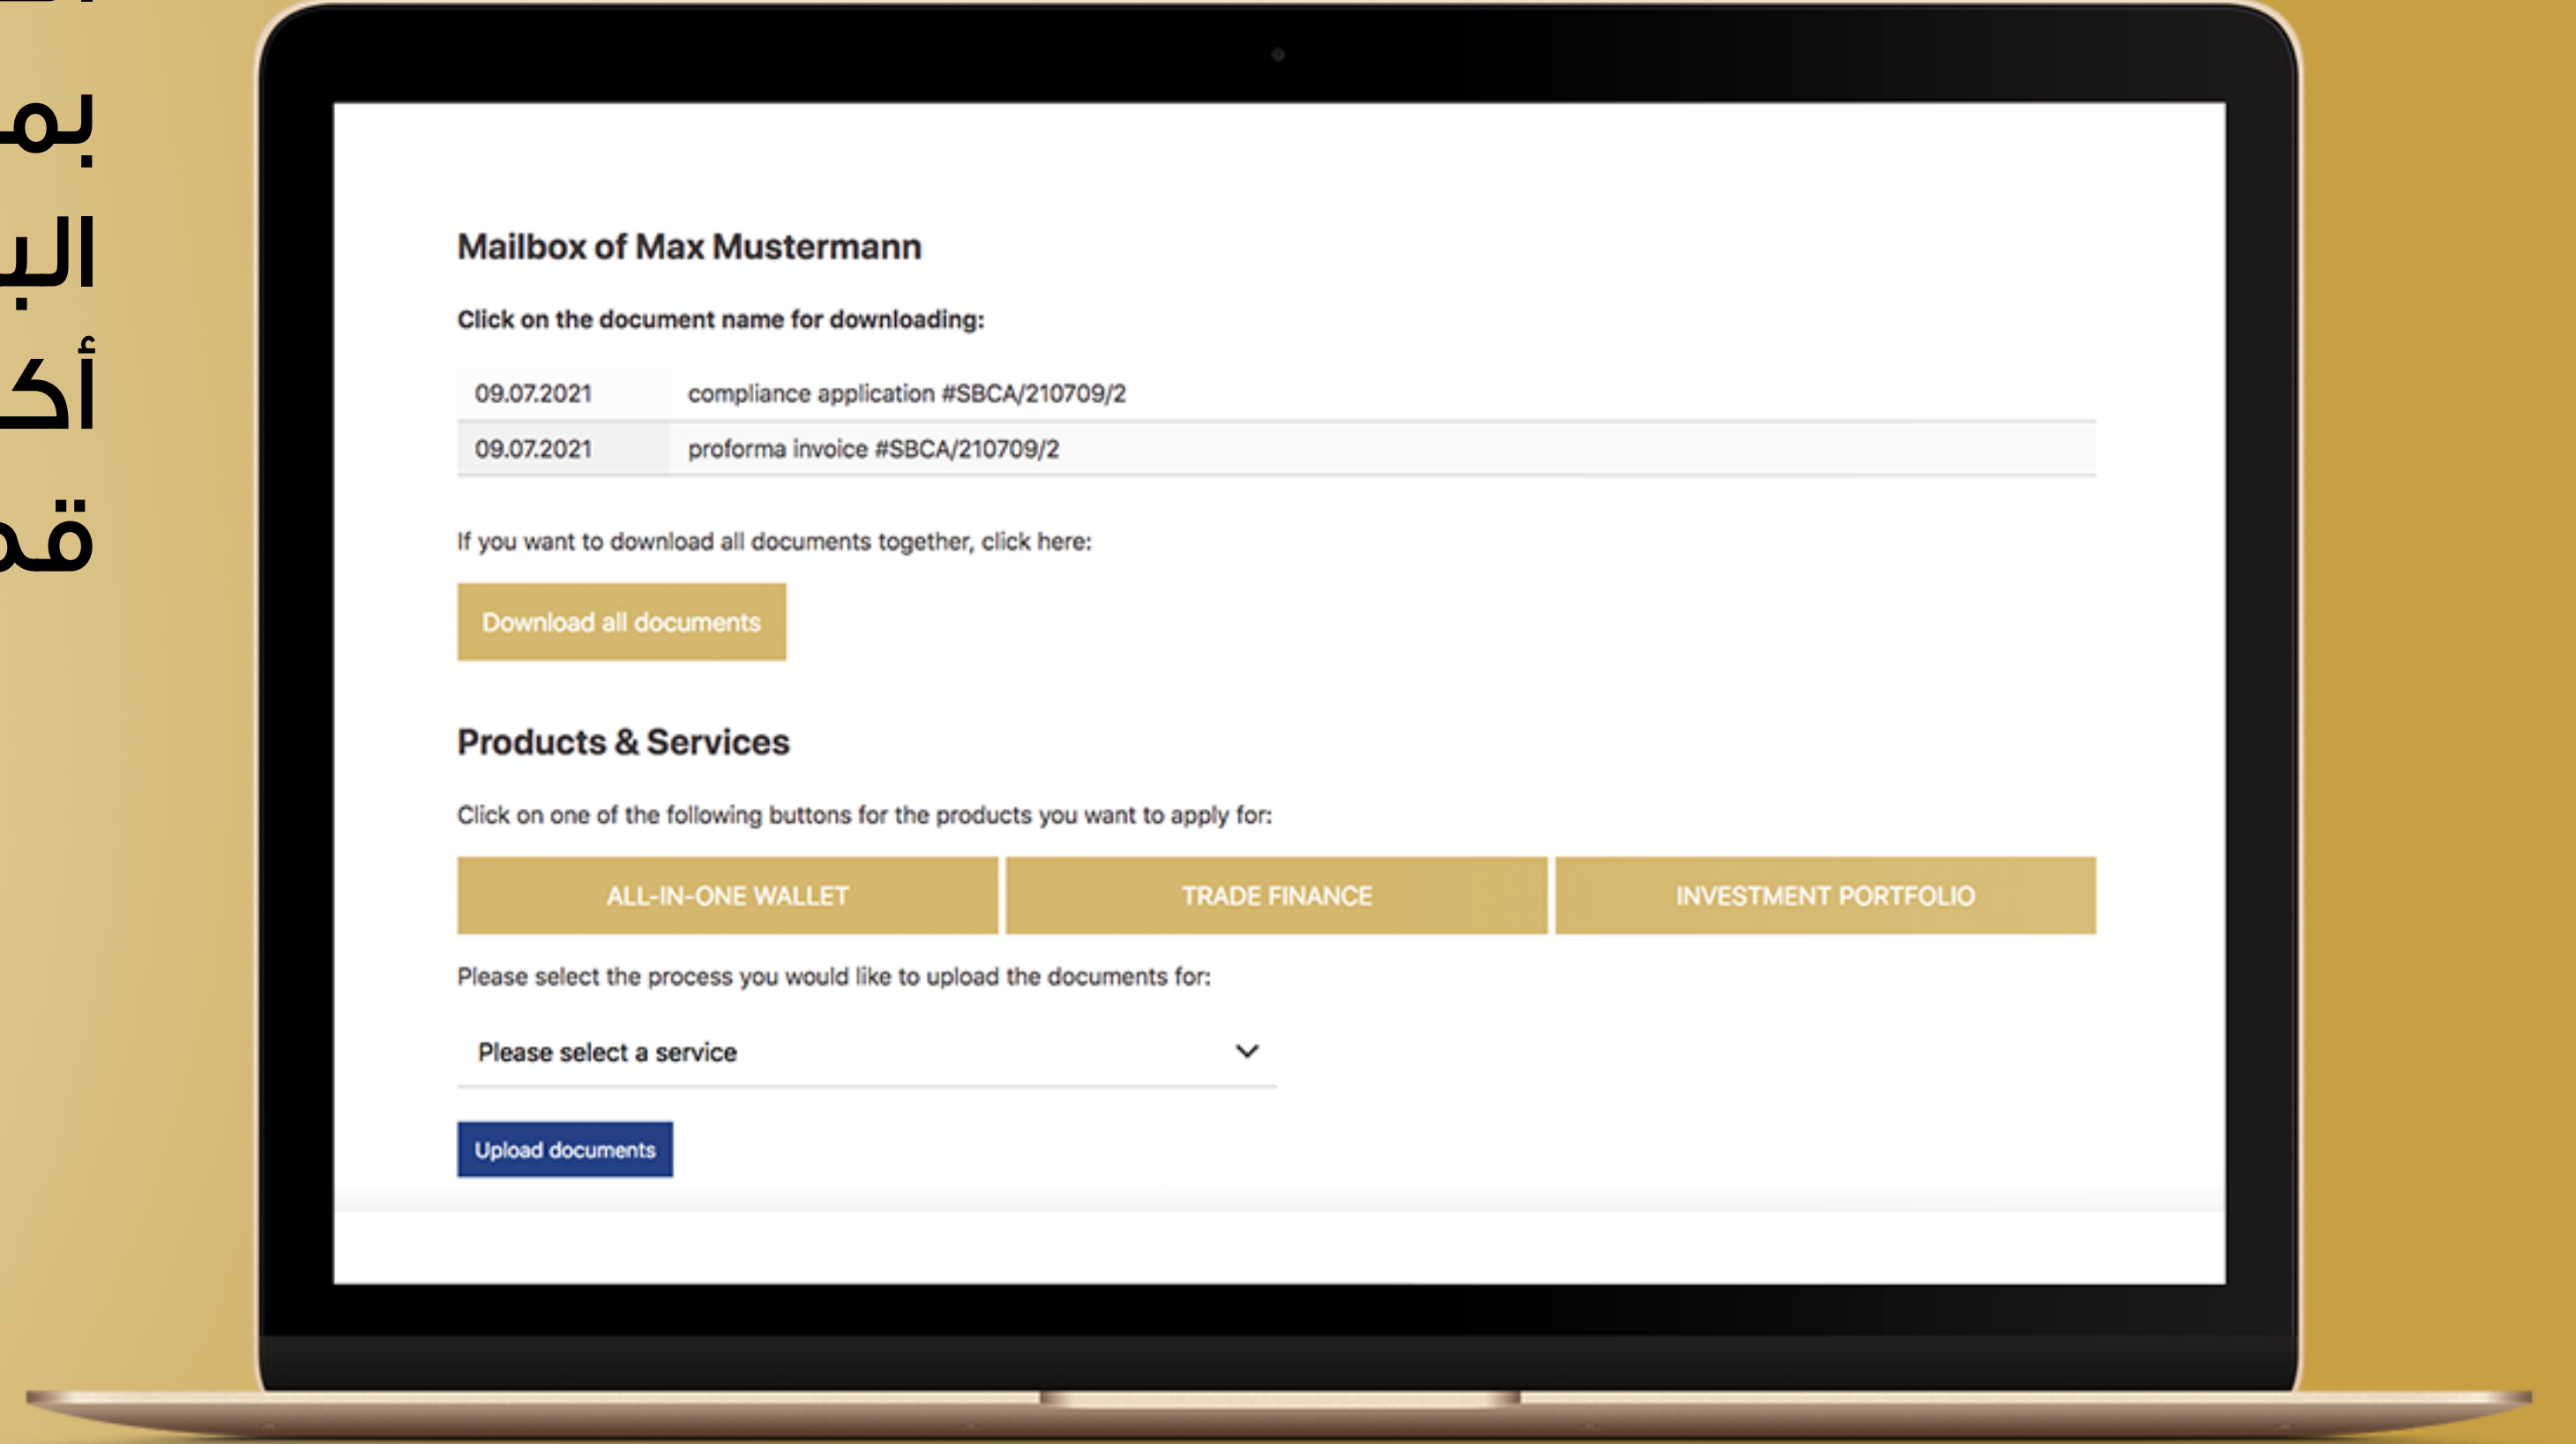 Mailbox of Max Mustermann
Click on the document name for downloading:
09.07.2021 compliance application #SBCA/210709/2
09.07.2021 proforma invoice #SBCA/210709/2
If you want to download all documents together, click here:
Download all documents
Products & Services
Click on one of the following buttons for the products you want to apply for:
ALL-IN-ONE WALLET TRADE FINANCE INVESTMENT PORTFOLIO
Please select the process you would like to upload the documents for:
Please select a service
Upload documents